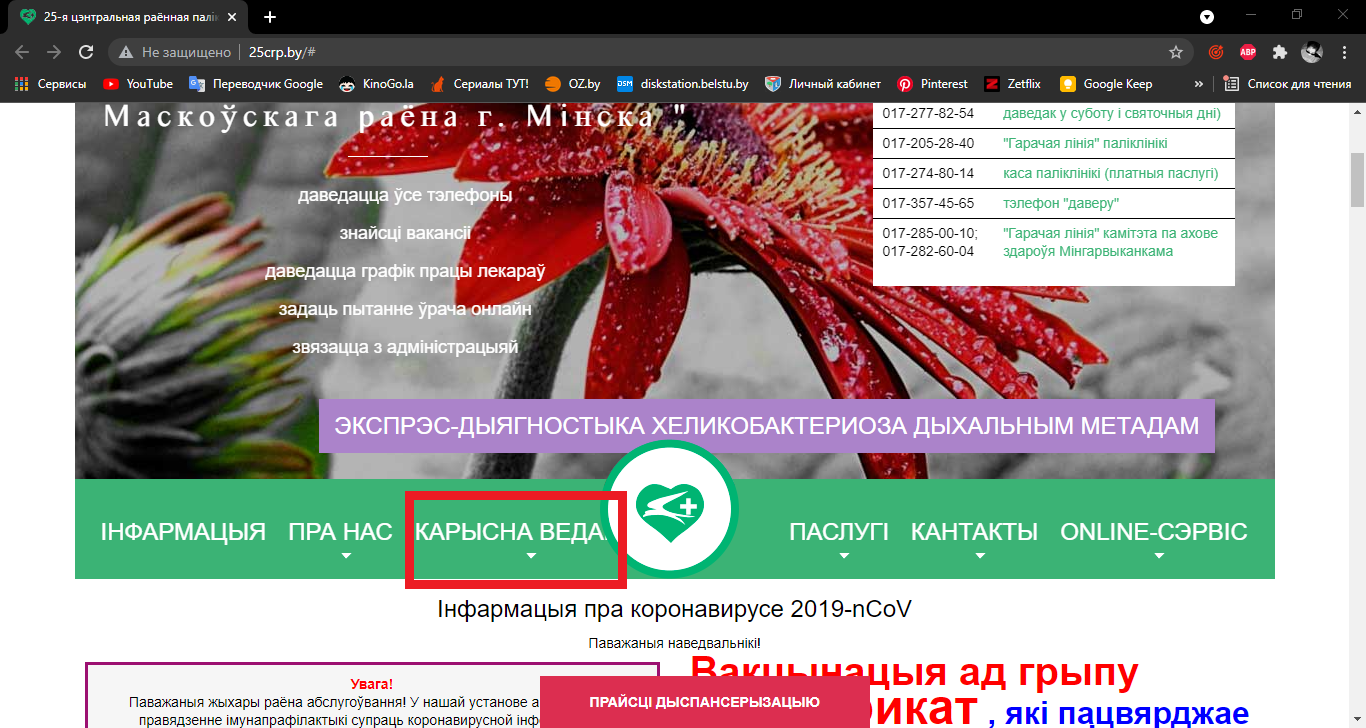 25-я цэнтральная раённая палік
Не защищено
25crp.by/#
ABP
Сервисы
YouTube
Переводчик Google
KinoGo.la
Сериалы ТУТ!
OZ.by
DSM
diskstation.belstu.by
Личный кабинет
Pinterest
Zetflix
Google Keep
»
Список для чтения
Маскоўскага раёна г. Мінска "
даведацца ўсе тэлефоны
знайсці вакансіі
даведацца графік працы лекараў
задаць пытанне ўрача онлайн
звязацца з адміністрацыяй
017-277-82-54 даведак у суботу і святочныя дні)
017-205-28-40 "Гарачая лінія" паліклінікі
017-274-80-14 каса паліклінікі (платныя паслугі)
017-357-45-65 тэлефон "даверу"
017-285-00-10; "Гарачая лінія" камітэта па ахове
017-282-60-04 здароўя Мінгарвыканкама
ЭКСПРЭС-ДЫЯГНОСТЫКА ХЕЛИКОБАКТЕРИОЗА ДЫХАЛЬНЫМ МЕТАДАМ
ІНФАРМАЦЫЯ ПРА НАС КАРЫСНА ВЕДА ПАСЛУГІ КАНТАКТЫ ONLINE-СЭРВІС
Інфармацыя пра коронавирусе 2019-nCoV
Паважаныя наведвальнікі!
Увага!
Паважаныя жыхары раёна абслугоўвання! У нашай установе а
правядзенне імунапрафілактыкі супраць коронавируснoй інф
Вакцынацыя ад грыпу
рикат , які пацвярджае
ПРАЙСЦІ ДЫСПАНСЕРЫЗАЦЫЮ